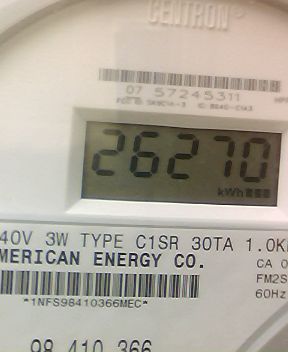 CENTRON®
07 57245311
26270
kWh
40V 3W TYPE C1SR 30TA 1.0K
MERICAN ENERGY CO.
CA 0
FM2S
60Hz
*1NFS98410366MEC*
98 410 366